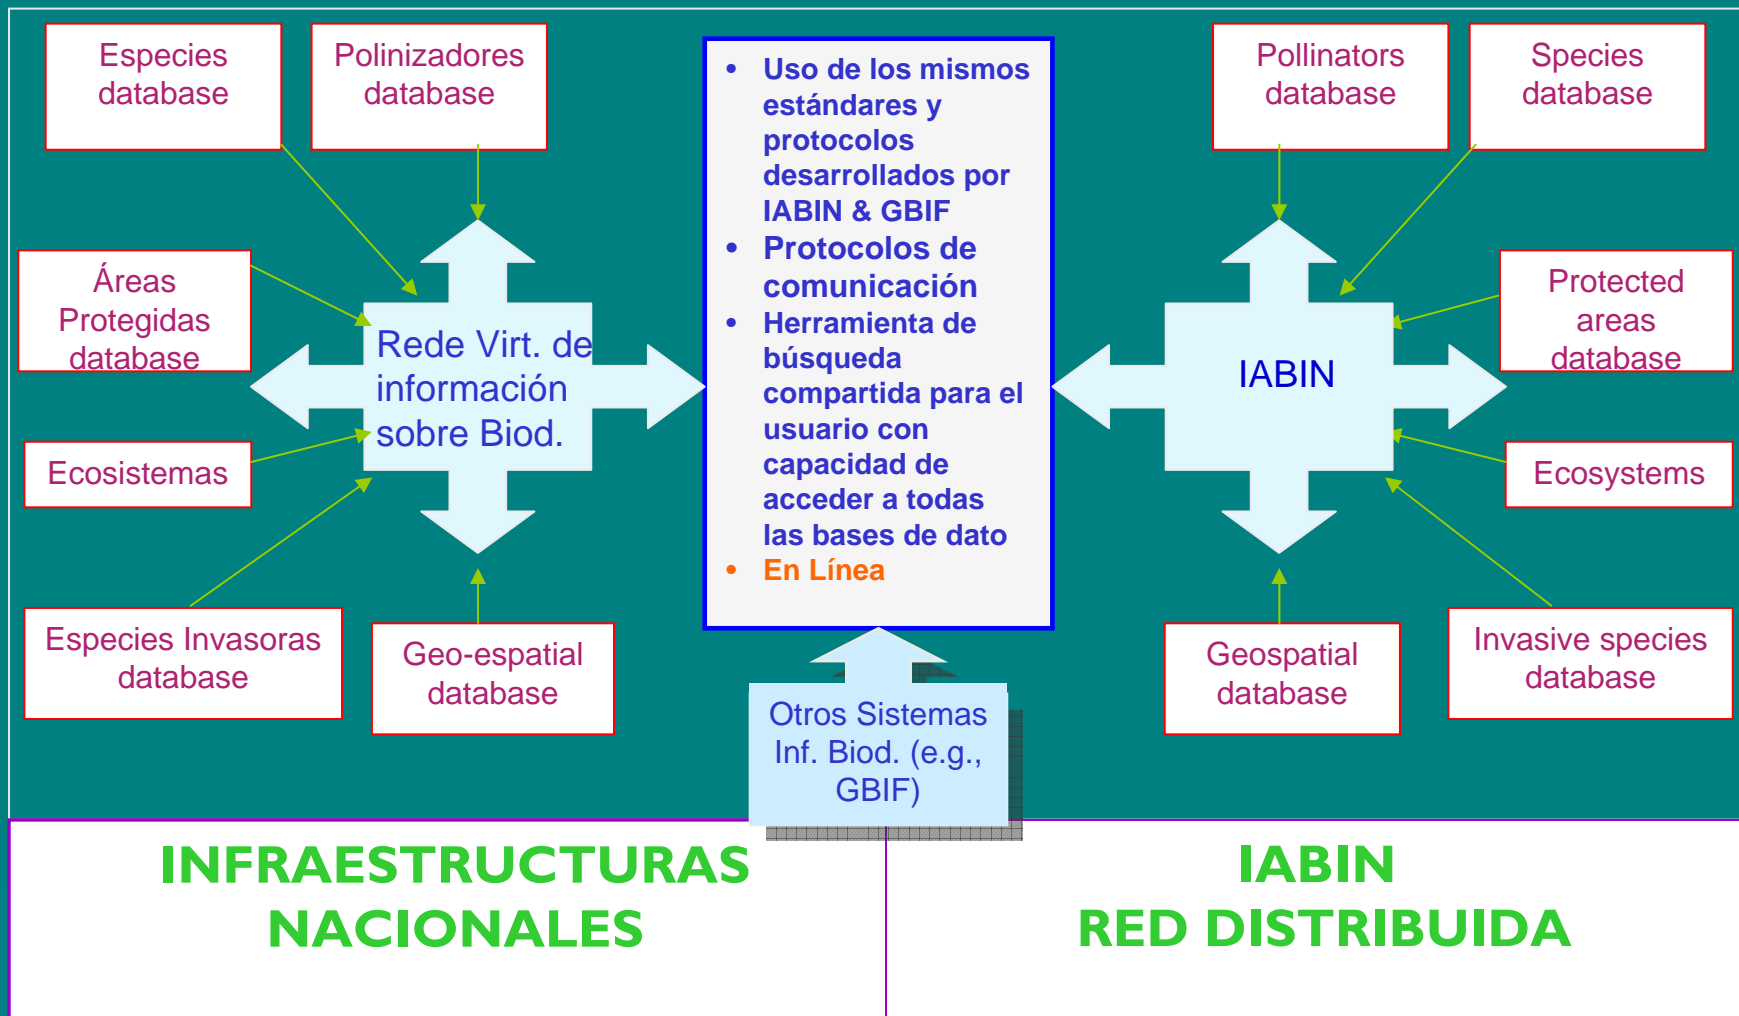 Especies
database
Polinizadores
database
Áreas
Protegidas
database
Rede Virt. de
información
sobre Biod.
Ecosistemas
Especies Invasoras
database
Geo-espatial
database
• Uso de los mismos
estándares y
protocolos
desarrollados por
IABIN & GBIF
• Protocolos de
comunicación
• Herramienta de
búsqueda
compartida para el
usuario con
capacidad de
acceder a todas
las bases de dato
• En Línea
Otros Sistemas
Inf. Biod. (e.g.,
GBIF)
Pollinators
database
Species
database
Protected
areas
database
IABIN
Ecosystems
Geospatial
database
Invasive species
database
INFRAESTRUCTURAS
NACIONALES
IABIN
RED DISTRIBUIDA